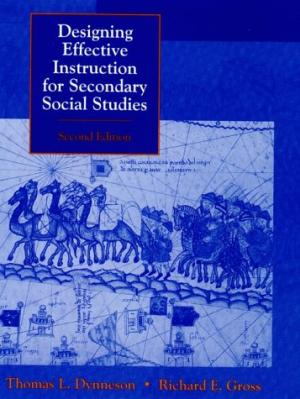 Designing
Effective
Instruction
for Secondary
Social Studies
Second Edition
Thomas L. Dynneson • Richard E. Gross